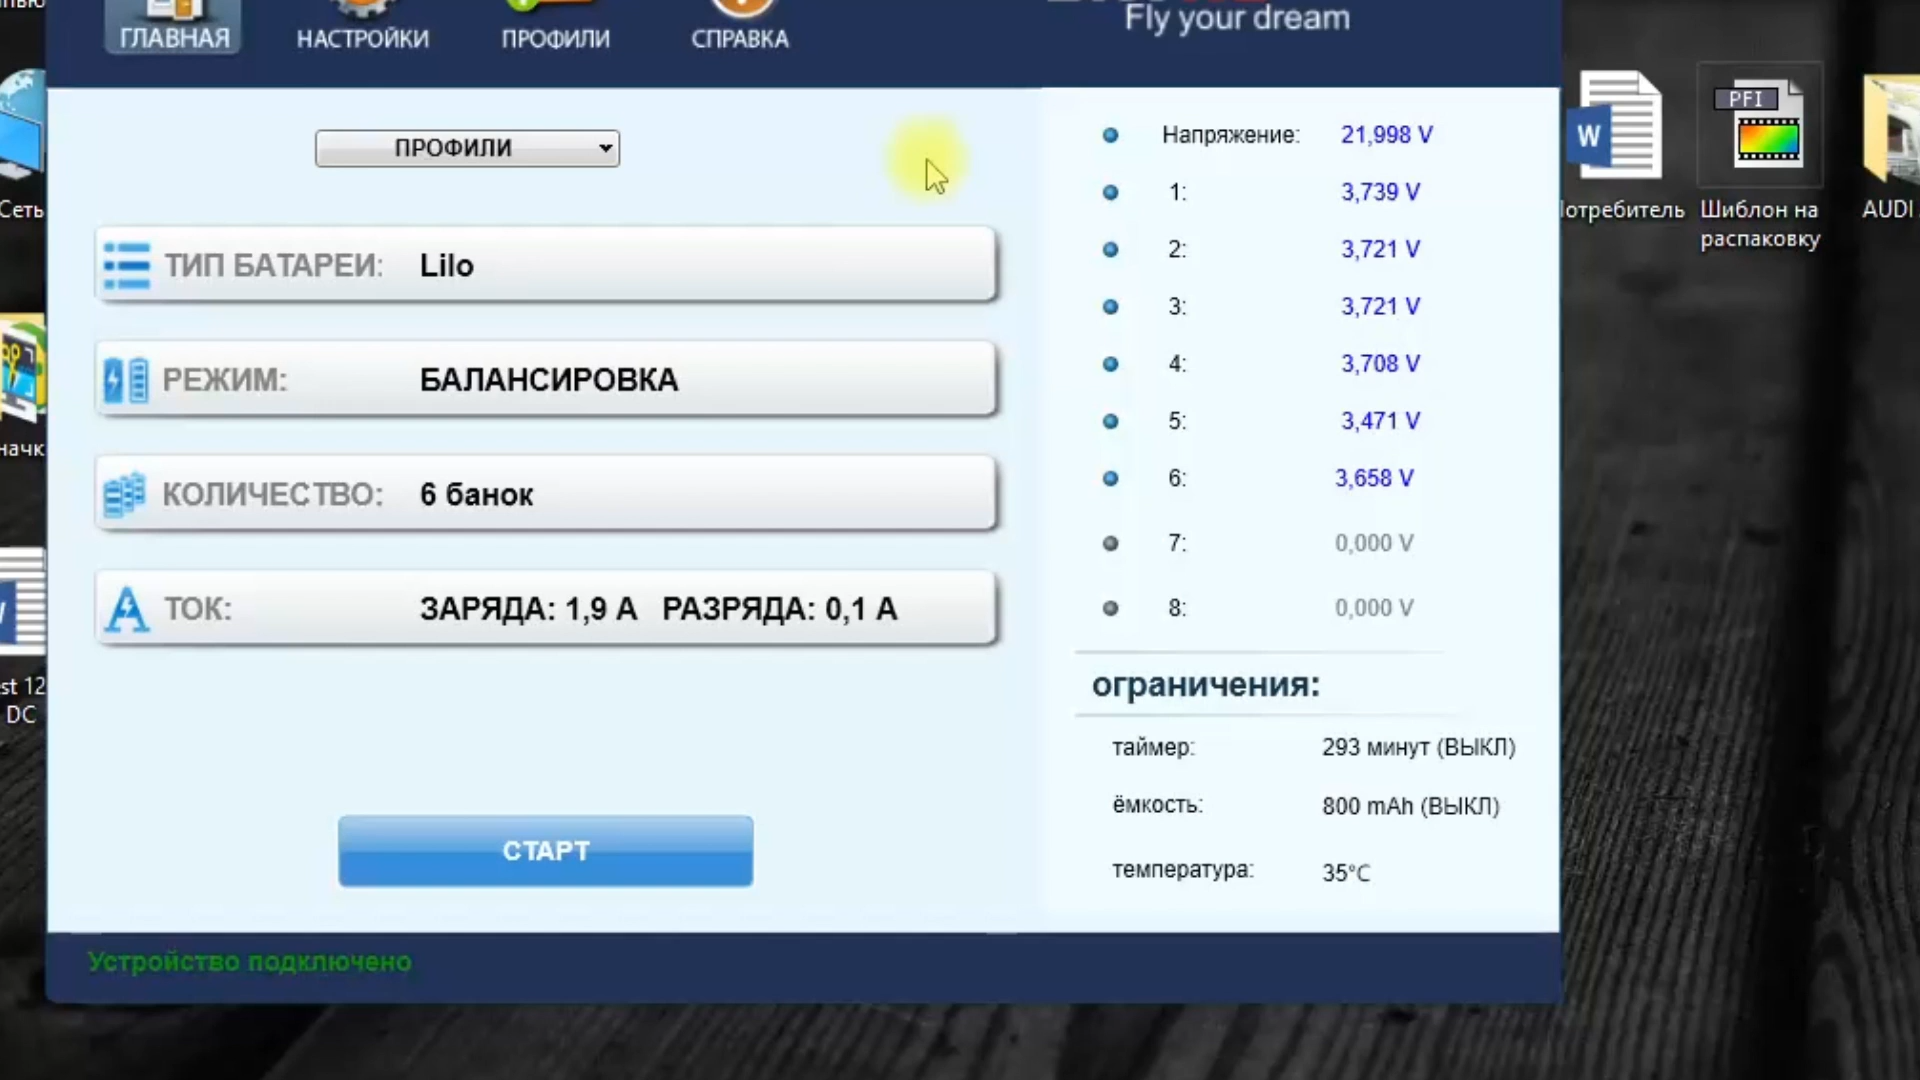 ГЛАВНАЯ
НАСТРОЙКИ
ПРОФИЛИ
СПРАВКА
Fly your dream
ПРОФИЛИ
ТИП БАТАРЕИ: Lilo
РЕЖИМ: БАЛАНСИРОВКА
КОЛИЧЕСТВО: 6 банок
ТОК: ЗАРЯДА: 1,9 А РАЗРЯДА: 0,1 А
СТАРТ
Устройство подключено
Напряжение: 21,998 V
1: 3,739 V
2: 3,721 V
3: 3,721 V
4: 3,708 V
5: 3,471 V
6: 3,658 V
7: 0,000 V
8: 0,000 V
ограничения:
таймер: 293 минут (ВЫКЛ)
ёмкость: 800 mAh (ВЫКЛ)
температура: 35°C
Сеть
начк
est 12
DC
W
отребитель
PFI
Шиблон на
распаковку
AUDI